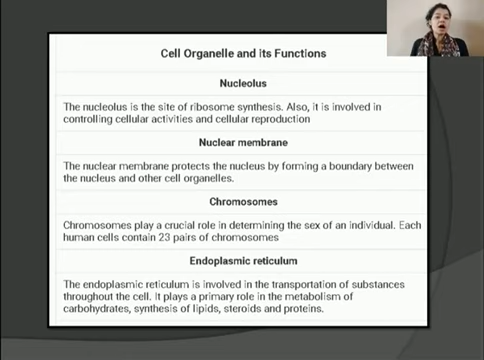 Cell Organelle and its Functions
Nucleolus
The nucleolus is the site of ribosome synthesis. Also, it is involved in
controlling cellular activities and cellular reproduction
Nuclear membrane
The nuclear membrane protects the nucleus by forming a boundary between
the nucleus and other cell organelles.
Chromosomes
Chromosomes play a crucial role in determining the sex of an individual. Each
human cells contain 23 pairs of chromosomes
Endoplasmic reticulum
The endoplasmic reticulum is involved in the transportation of substances
throughout the cell. It plays a primary role in the metabolism of
carbohydrates, synthesis of lipids, steroids and proteins.